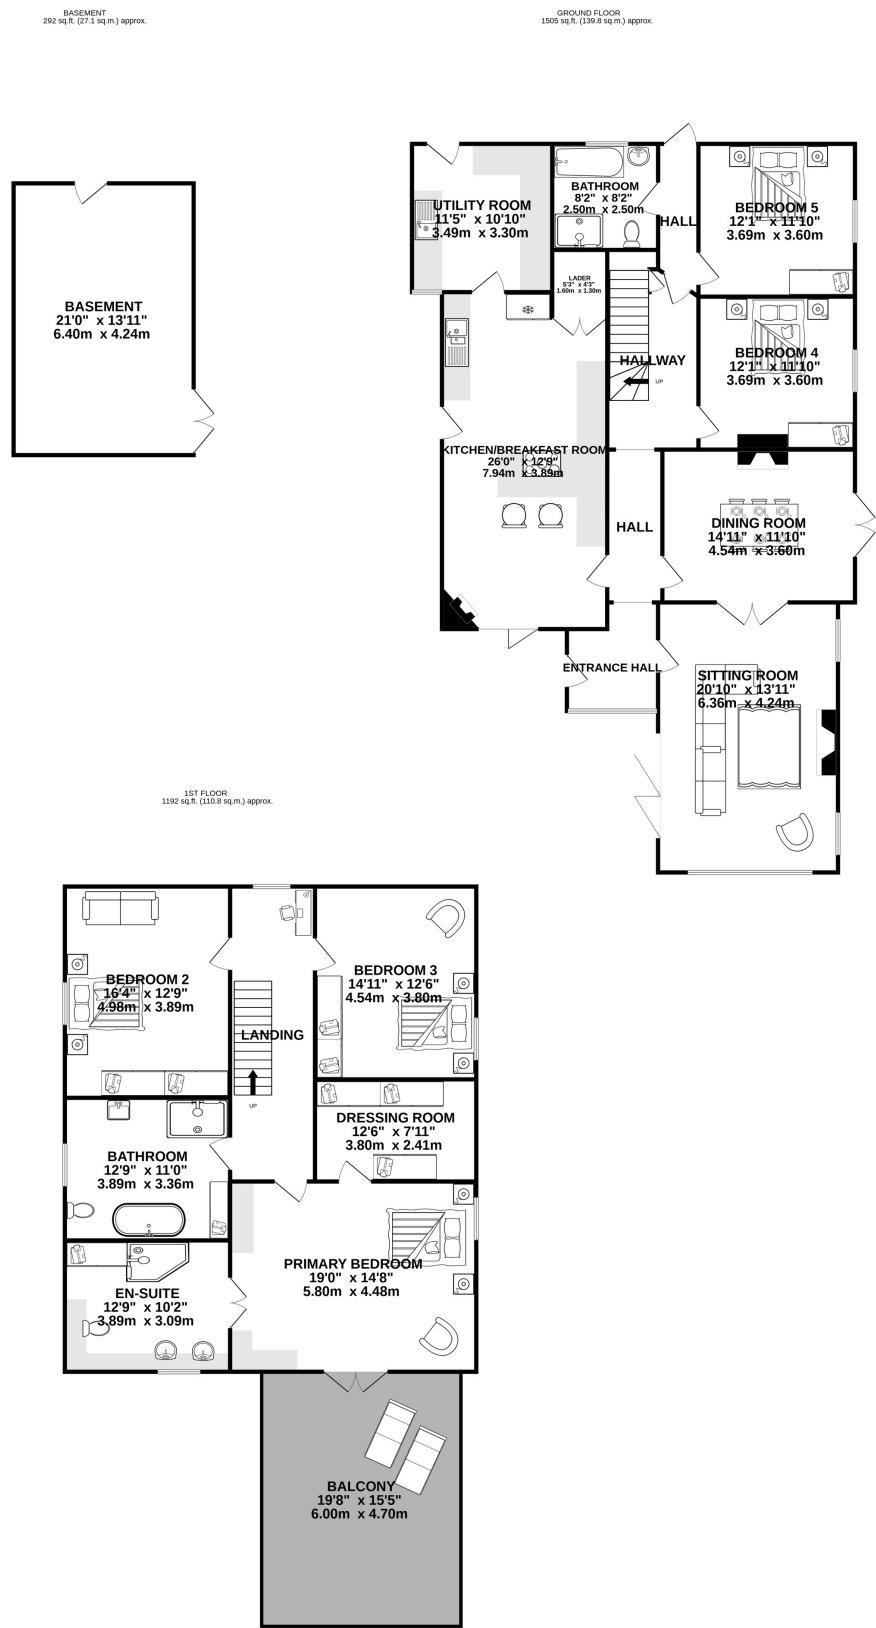 BASEMENT
292 sq.ft. (27.1 sq.m.) approx.
GROUND FLOOR
1505 sq.ft. (139.8 sq.m.) approx.
BASEMENT
21'0" x 13'11"
6.40m x 4.24m
UTILITY ROOM
11'5" x 10'10"
3.49m x 3.30m
BATHROOM
8'2" x 8'2"
2.50m x 2.50m
HALL
BEDROOM 5
12'1" x 11'10"
3.69m x 3.60m
LADER
5'3" x 4'3"
1.60m x 1.30m
HALLWAY
UP
BEDROOM 4
12'1" x 11'10"
3.69m x 3.60m
KITCHEN/BREAKFAST ROOM
26'0" x 12'9"
7.94m x 3.89m
HALL
DINING ROOM
14'11" x 11'10"
4.54m x 3.60m
ENTRANCE HALL
SITTING ROOM
20'10" x 13'11"
6.36m x 4.24m
1ST FLOOR
1192 sq.ft. (110.8 sq.m.) approx.
BEDROOM 2
16'4" x 12'9"
4.98m x 3.89m
BEDROOM 3
14'11" x 12'6"
4.54m x 3.80m
LANDING
UP
DRESSING ROOM
12'6" x 7'11"
3.80m x 2.41m
BATHROOM
12'9" x 11'0"
3.89m x 3.36m
PRIMARY BEDROOM
19'0" x 14'8"
5.80m x 4.48m
EN-SUITE
12'9" x 10'2"
3.89m x 3.09m
BALCONY
19'8" x 15'5"
6.00m x 4.70m